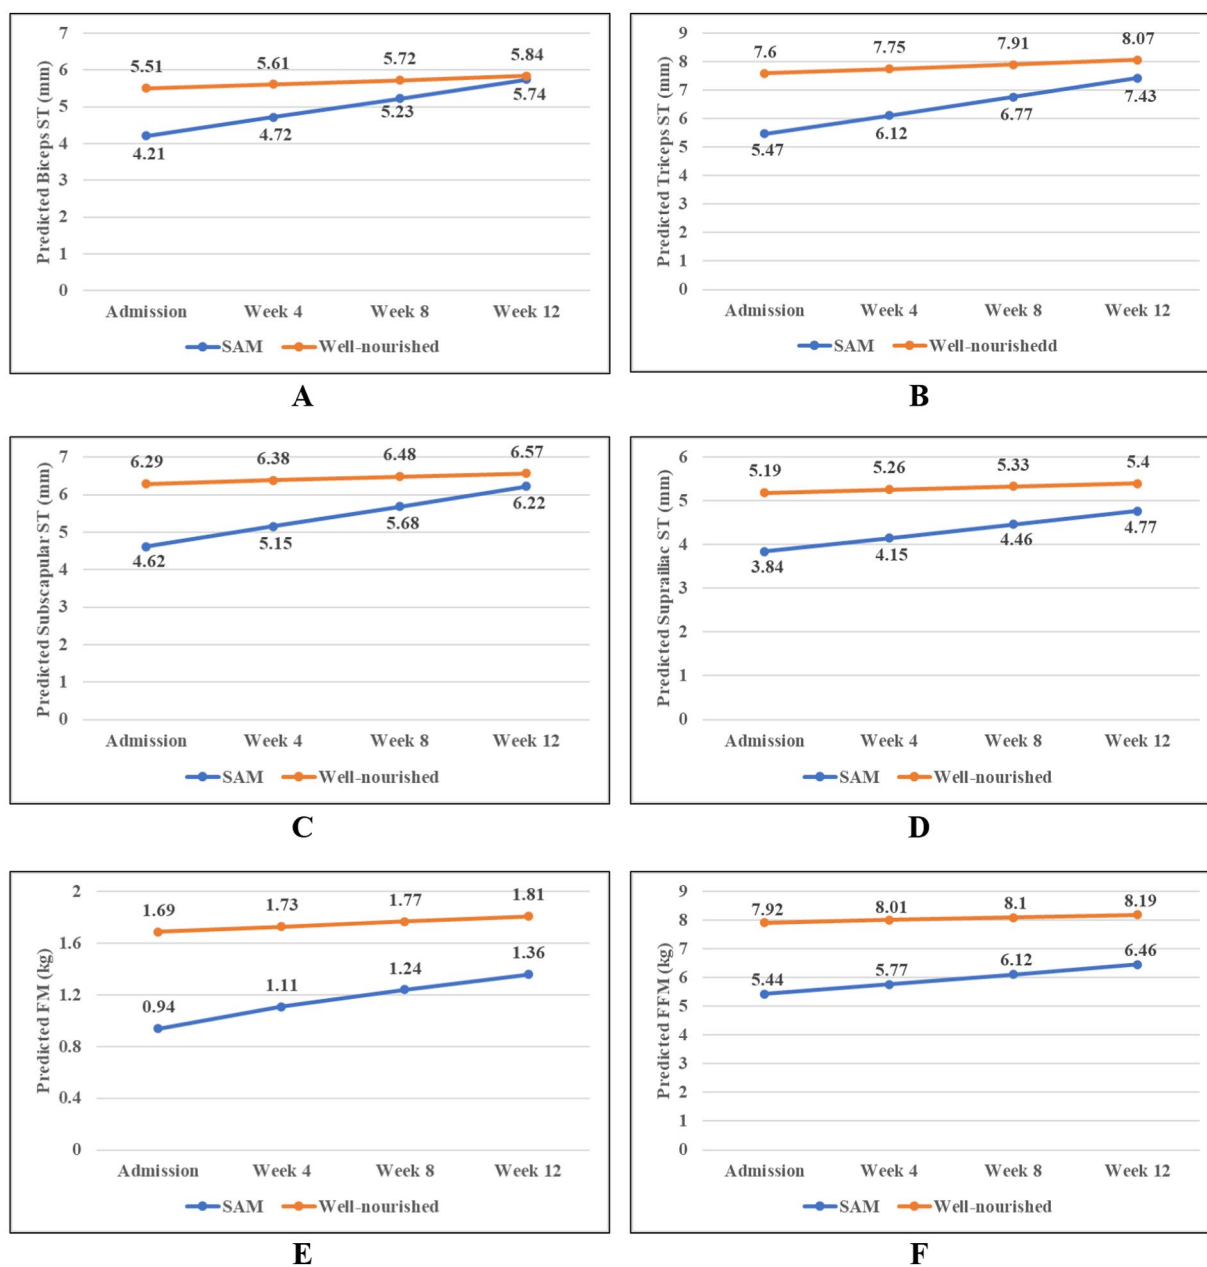 7
6
5
4
3
2
1
0
Predicted Biceps ST (mm)
5.51 5.61 5.72 5.84
4.21 4.72 5.23 5.74
Admission Week 4 Week 8 Week 12
SAM Well-nourished
A
9
8
7
6
5
4
3
2
1
0
Predicted Triceps ST (mm)
7.6 7.75 7.91 8.07
5.47 6.12 6.77 7.43
Admission Week 4 Week 8 Week 12
SAM Well-nourishedd
B
7
6
5
4
3
2
1
0
Predicted Subscapular ST (mm)
6.29 6.38 6.48 6.57
4.62 5.15 5.68 6.22
Admission Week 4 Week 8 Week 12
SAM Well-nourished
C
6
5
4
3
2
1
0
Predicted Suprailiac ST (mm)
5.19 5.26 5.33 5.4
3.84 4.15 4.46 4.77
Admission Week 4 Week 8 Week 12
SAM Well-nourished
D
2
1.6
1.2
0.8
0.4
0
Predicted FM (kg)
1.69 1.73 1.77 1.81
0.94 1.11 1.24 1.36
Admission Week 4 Week 8 Week 12
SAM Well-nourished
E
9
8
7
6
5
4
3
2
1
0
Predicted FFM (kg)
7.92 8.01 8.1 8.19
5.44 5.77 6.12 6.46
Admission Week 4 Week 8 Week 12
SAM Well-nourished
F